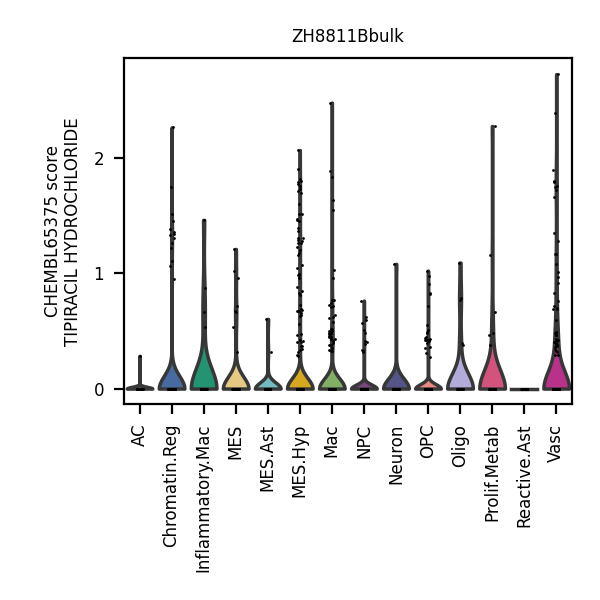 ZH8811Bbulk
CHEMBL65375 score
TIPIRACIL HYDROCHLORIDE
2
1
0
AC
Chromatin.Reg
Inflammatory.Mac
MES
MES.Ast
MES.Hyp
Mac
NPC
Neuron
OPC
Oligo
Prolif.Metab
Reactive.Ast
Vasc